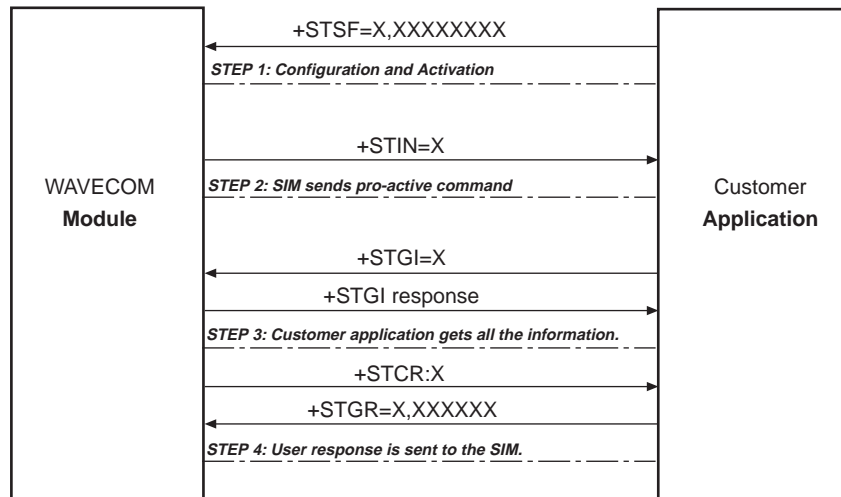 +STSF=X,XXXXXXXX
STEP 1: Configuration and Activation
+STIN=X
STEP 2: SIM sends pro-active command
WAVECOM
Module
Customer
Application
+STGI=X
+STGI response
STEP 3: Customer application gets all the information.
+STCR:X
+STGR=X,XXXXXX
STEP 4: User response is sent to the SIM.